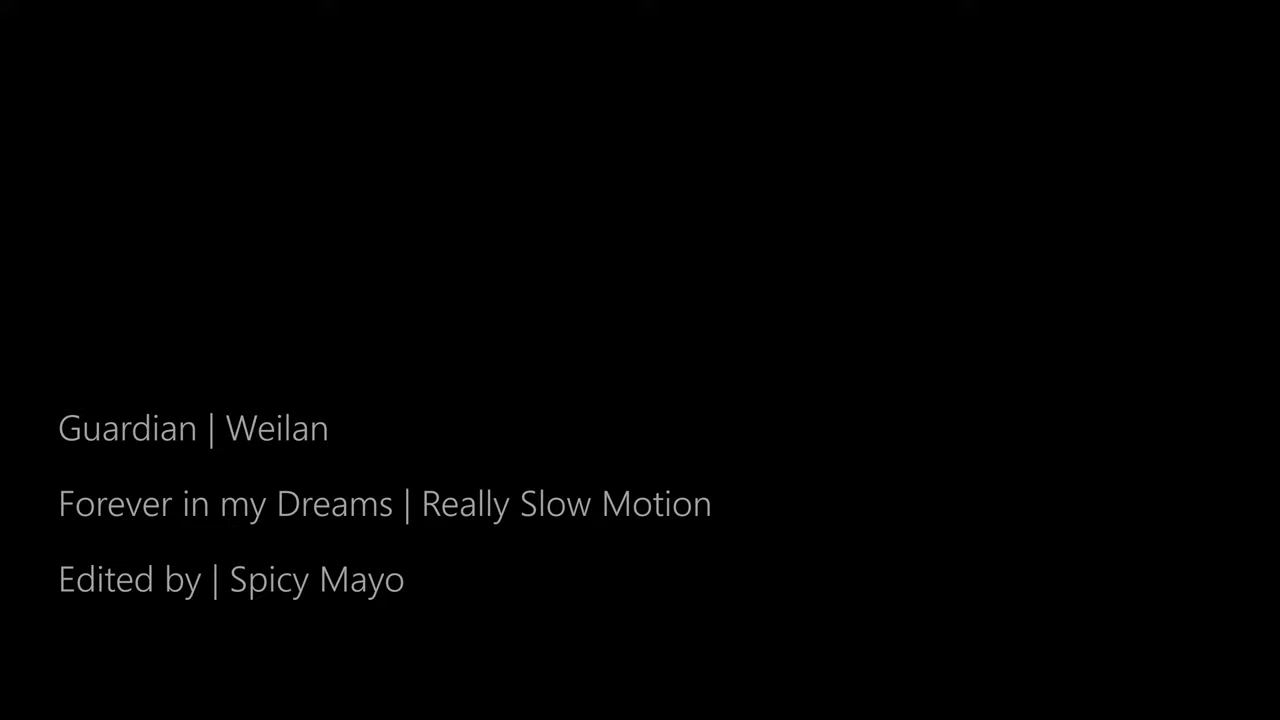 Guardian | Weilan
Forever in my Dreams | Really Slow Motion
Edited by | Spicy Mayo